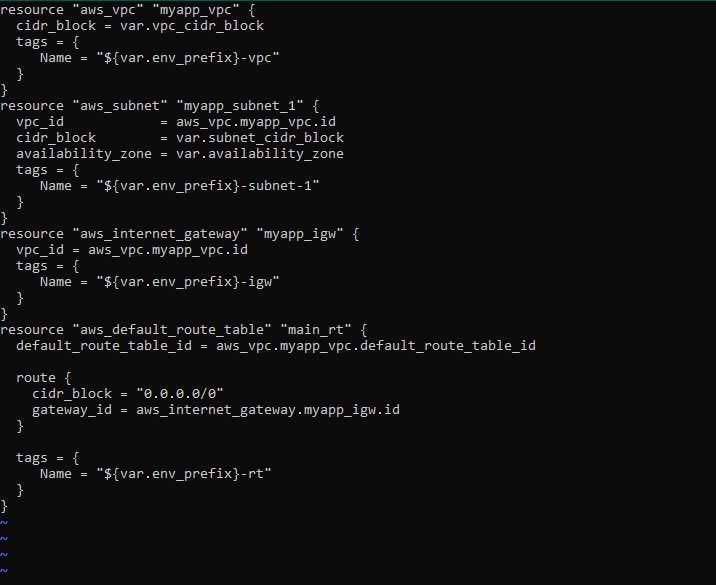 resource "aws_vpc" "myapp_vpc" {
  cidr_block = var.vpc_cidr_block
  tags = {
     Name = "${var.env_prefix}-vpc"
  }
}
resource "aws_subnet" "myapp_subnet_1" {
  vpc_id            = aws_vpc.myapp_vpc.id
  cidr_block        = var.subnet_cidr_block
  availability_zone = var.availability_zone
  tags = {
     Name = "${var.env_prefix}-subnet-1"
  }
}
resource "aws_internet_gateway" "myapp_igw" {
  vpc_id = aws_vpc.myapp_vpc.id
  tags = {
     Name = "${var.env_prefix}-igw"
  }
}
resource "aws_default_route_table" "main_rt" {
  default_route_table_id = aws_vpc.myapp_vpc.default_route_table_id

  route {
    cidr_block = "0.0.0.0/0"
    gateway_id = aws_internet_gateway.myapp_igw.id
  }

  tags = {
     Name = "${var.env_prefix}-rt"
  }
}
~
~
~
~